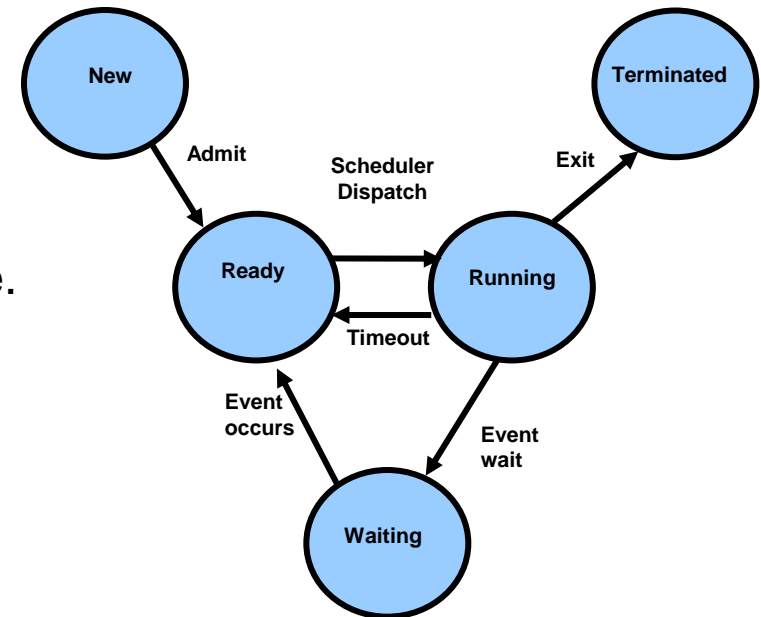 New
Terminated
Admit
Scheduler
Dispatch
Exit
Ready
Running
Timeout
Event
occurs
Event
wait
Waiting